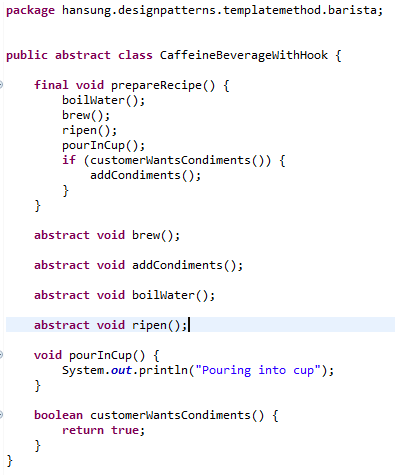 package hansung.designpatterns.templatemethod.barista;
public abstract class CaffeineBeverageWithHook {
final void prepareRecipe() {
boilWater();
brew();
ripen();
pourInCup();
if (customerWantsCondiments()) {
addCondiments();
}
}
abstract void brew();
abstract void addCondiments();
abstract void boilWater();
abstract void ripen();
void pourInCup() {
System.out.println("Pouring into cup");
}
boolean customerWantsCondiments() {
return true;
}
}